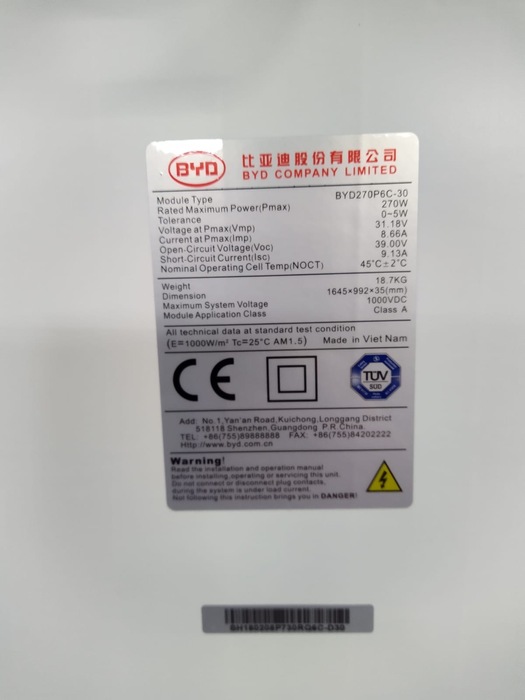 BYD
比亚迪股份有限公司
BYD COMPANY LIMITED
Module Type BYD270P6C-30
Rated Maximum Power(Pmax) 270W
Tolerance 0~5W
Voltage at Pmax(Vmp) 31.18V
Current at Pmax(Imp) 8.66A
Open-Circuit Voltage(Voc) 39.00V
Short-Circuit Current(Isc) 9.13A
Nominal Operating Cell Temp(NOCT) 45°C±2°C
Weight 18.7KG
Dimension 1645×992×35(mm)
Maximum System Voltage 1000VDC
Module Application Class Class A
All technical data at standard test condition
(E=1000W/m² Tc=25°C AM1.5) Made in Viet Nam
CE
TÜV
SÜD
Add: No.1,Yan'an Road,Kuichong,Longgang District
518118 Shenzhen,Guangdong P.R.China.
TEL: +86(755)89888888 FAX: +86(755)84202222
Http://www.byd.com.cn
Warning!
Read the installation and operation manual
before installing,operating or servicing this unit.
Do not connect or disconnect plug contacts,
during the system is under load current.
Not following this instruction brings you in DANGER!